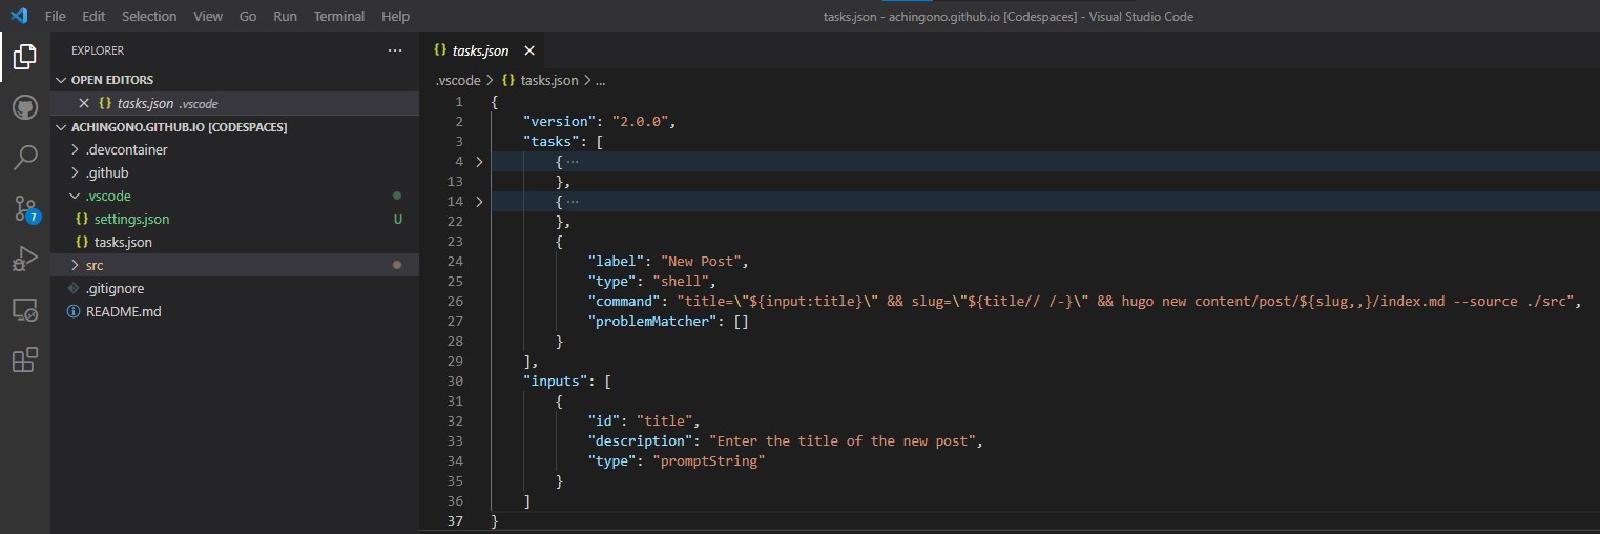 File Edit Selection View Go Run Terminal Help
tasks.json - achingono.github.io [Codespaces] - Visual Studio Code
EXPLORER ···
OPEN EDITORS
tasks.json .vscode
ACHINGONO.GITHUB.IO [CODESPACES]
.devcontainer
.github
.vscode
{} settings.json U
{} tasks.json
src
.gitignore
README.md
7
{} tasks.json
.vscode > {} tasks.json > ...
1 {
2 "version": "2.0.0",
3 "tasks": [
4 { ···
13 },
14 { ···
22 },
23 {
24 "label": "New Post",
25 "type": "shell",
26 "command": "title=\"${input:title}\" && slug=\"${title// /-}\" && hugo new content/post/${slug,,}/index.md --source ./src",
27 "problemMatcher": []
28 }
29 ],
30 "inputs": [
31 {
32 "id": "title",
33 "description": "Enter the title of the new post",
34 "type": "promptString"
35 }
36 ]
37 }